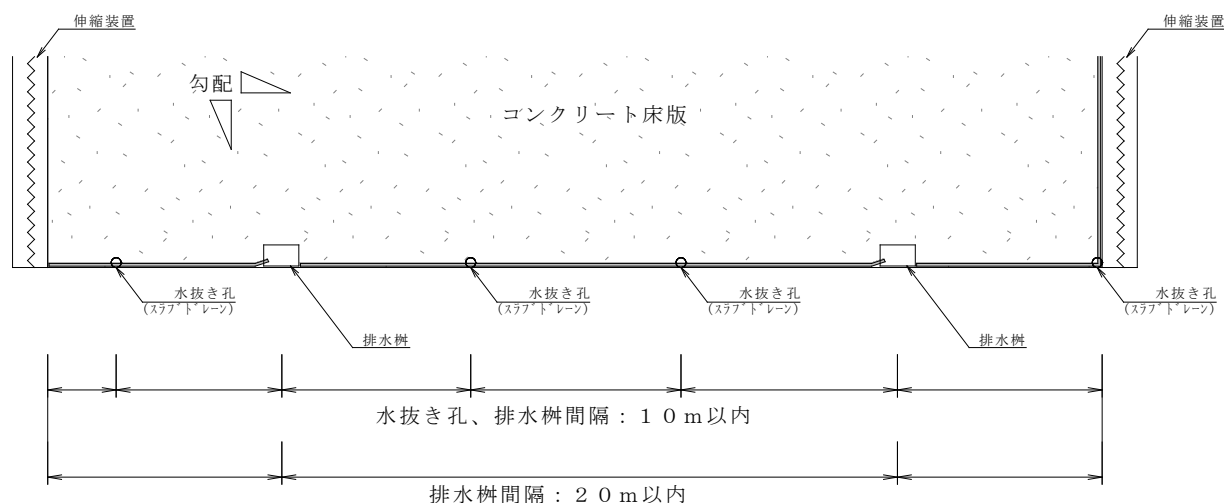 伸縮装置
伸縮装置
勾配
コンクリート床版
水抜き孔
(ｽﾗﾌﾞﾄﾞﾚｰﾝ)
水抜き孔
(ｽﾗﾌﾞﾄﾞﾚｰﾝ)
水抜き孔
(ｽﾗﾌﾞﾄﾞﾚｰﾝ)
水抜き孔
(ｽﾗﾌﾞﾄﾞﾚｰﾝ)
排水桝
排水桝
水抜き孔、排水桝間隔：１０ｍ以内
排水桝間隔：２０ｍ以内